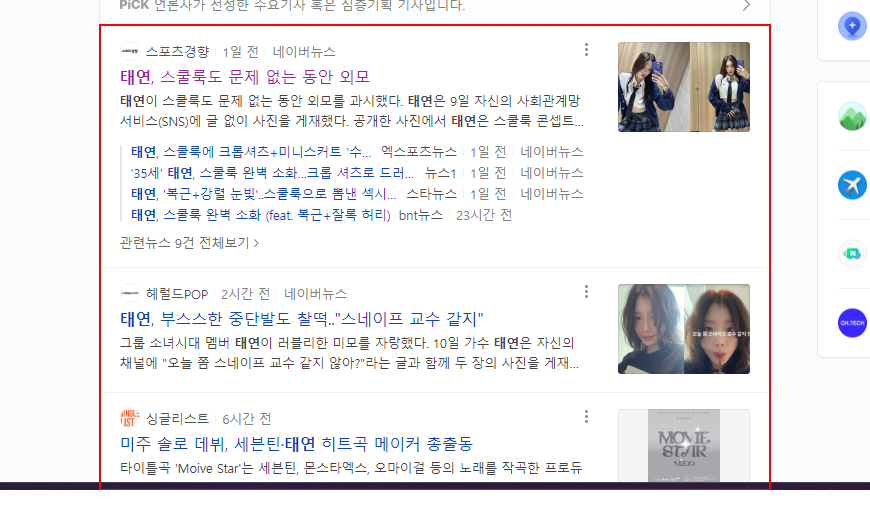 PiCK 언론사가 선정한 주요기사 혹은 심층기획 기사입니다.
스포츠경향 1일 전 네이버뉴스
태연, 스쿨룩도 문제 없는 동안 외모
태연이 스쿨룩도 문제 없는 동안 외모를 과시했다. 태연은 9일 자신의 사회관계망
서비스(SNS)에 글 없이 사진을 게재했다. 공개한 사진에서 태연은 스쿨룩 콘셉트...
태연, 스쿨룩에 크롭셔츠+미니스커트 '수... 엑스포츠뉴스 1일 전 네이버뉴스
'35세' 태연, 스쿨룩 완벽 소화…크롭 셔츠로 드러... 뉴스1 1일 전 네이버뉴스
태연, '복근+강렬 눈빛'..스쿨룩으로 뽐낸 섹시... 스타뉴스 1일 전 네이버뉴스
태연, 스쿨룩 완벽 소화 (feat. 복근+잘록 허리) bnt뉴스 23시간 전
관련뉴스 9건 전체보기 >
헤럴드POP 2시간 전 네이버뉴스
태연, 부스스한 중단발도 찰떡.."스네이프 교수 같지"
그룹 소녀시대 멤버 태연이 러블리한 미모를 자랑했다. 10일 가수 태연은 자신의
채널에 "오늘 쫌 스네이프 교수 같지 않아?"라는 글과 함께 두 장의 사진을 게재...
오늘 쫌 스네이프 교수 같지 않
SINGLE LIST
싱글리스트 6시간 전
미주 솔로 데뷔, 세븐틴·태연 히트곡 메이커 총출동
타이틀곡 'Moive Star'는 세븐틴, 몬스타엑스, 오마이걸 등의 노래를 작곡한 프로듀
MOVIE
STAR
MIJOO
N
CH.TECH